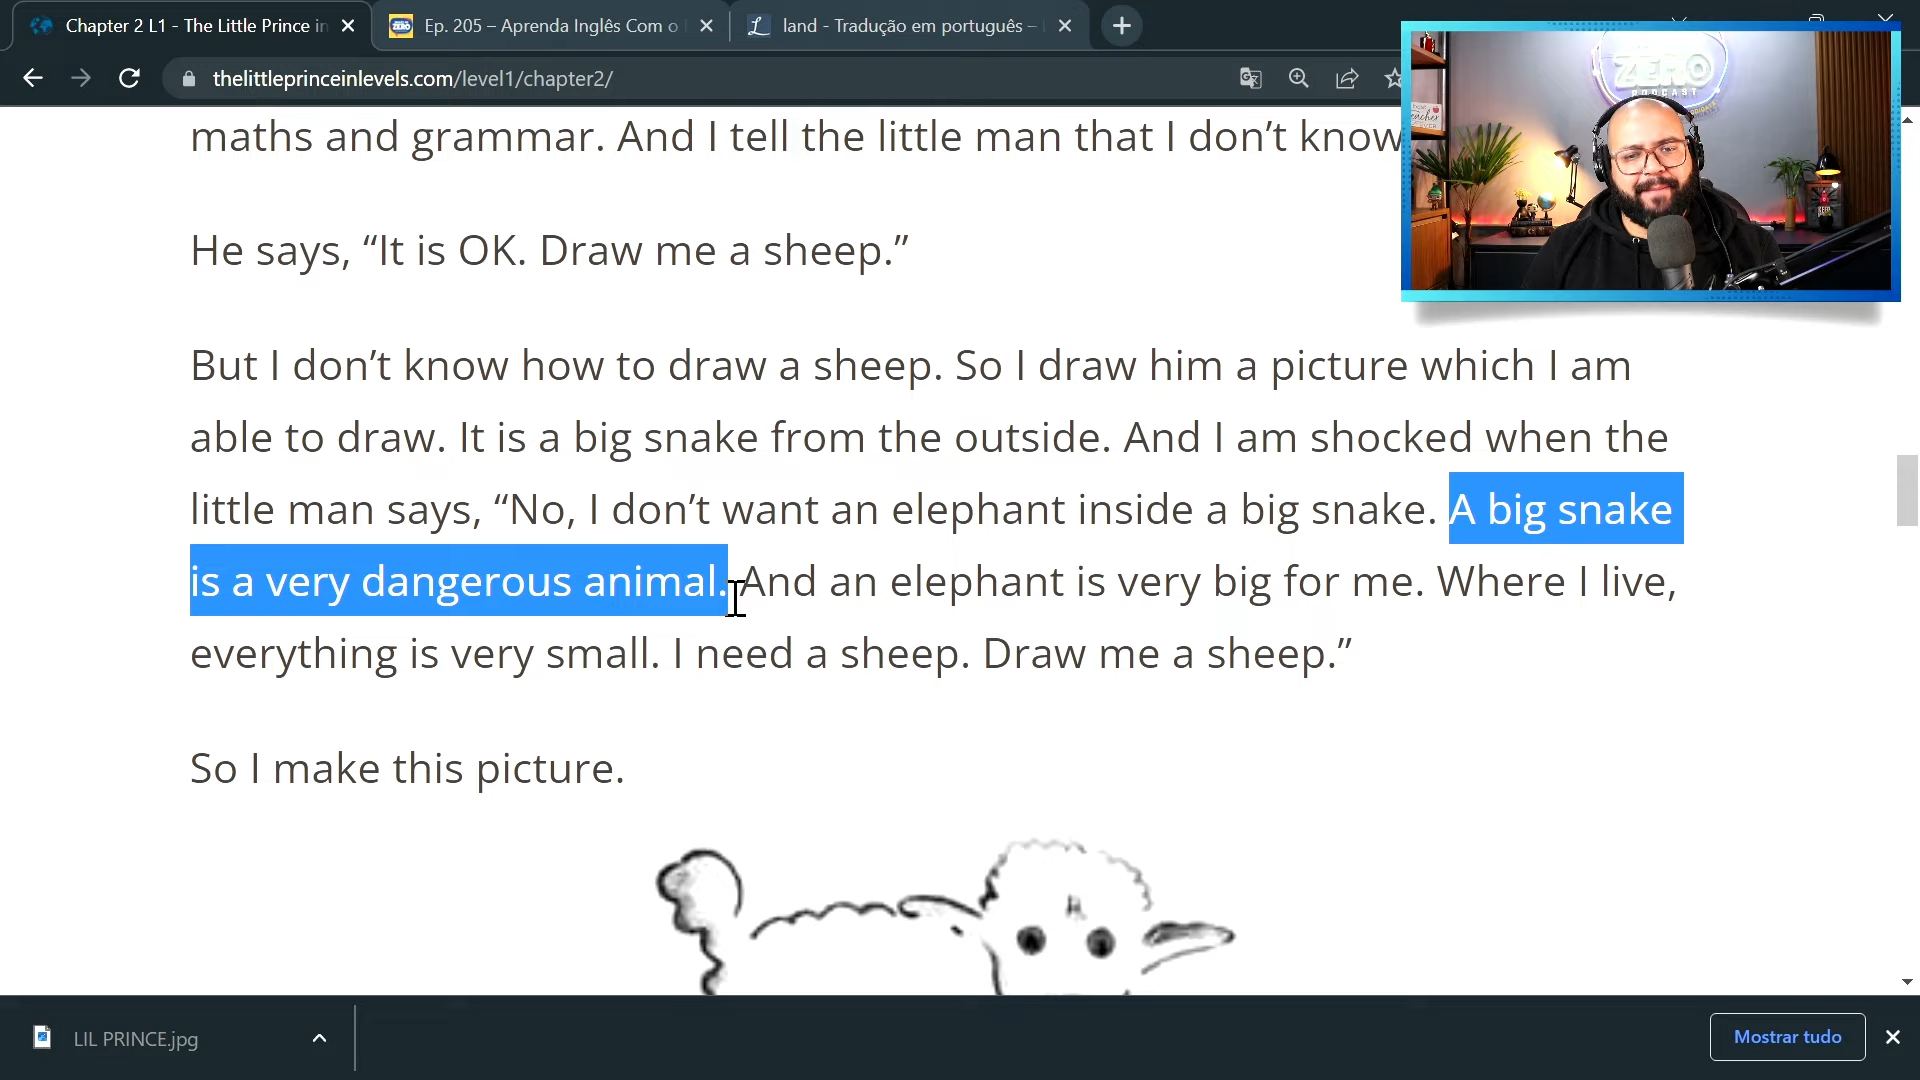 Chapter 2 L1 - The Little Prince in
Ep. 205 – Aprenda Inglês Com o
land - Tradução em português –
thelittleprinceinlevels.com/level1/chapter2/
ZERO
PODCAST
maths and grammar. And I tell the little man that I don’t know
He says, “It is OK. Draw me a sheep.”
But I don’t know how to draw a sheep. So I draw him a picture which I am
able to draw. It is a big snake from the outside. And I am shocked when the
little man says, “No, I don’t want an elephant inside a big snake. A big snake
is a very dangerous animal. And an elephant is very big for me. Where I live,
everything is very small. I need a sheep. Draw me a sheep.”
So I make this picture.
LIL PRINCE.jpg
Mostrar tudo